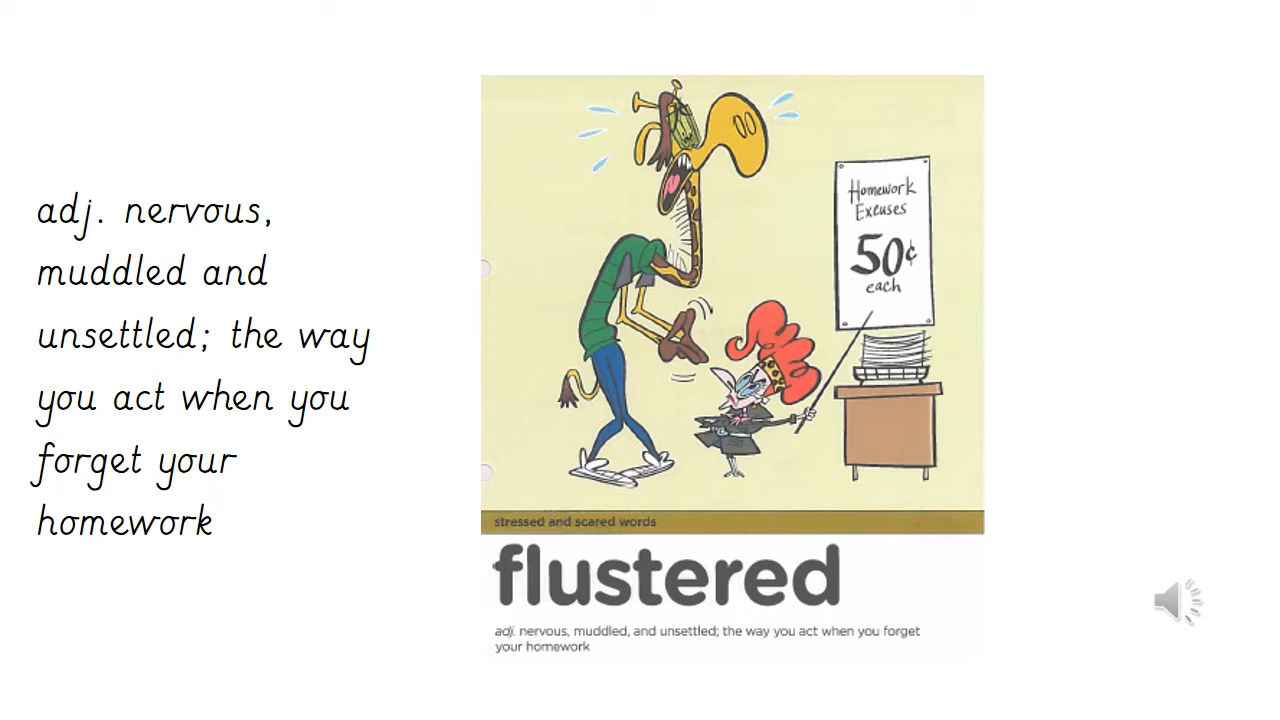 adj. nervous,
muddled and
unsettled; the way
you act when you
forget your
homework
Homework
Excuses
50¢
each
stressed and scared words
flustered
adj. nervous, muddled, and unsettled; the way you act when you forget
your homework